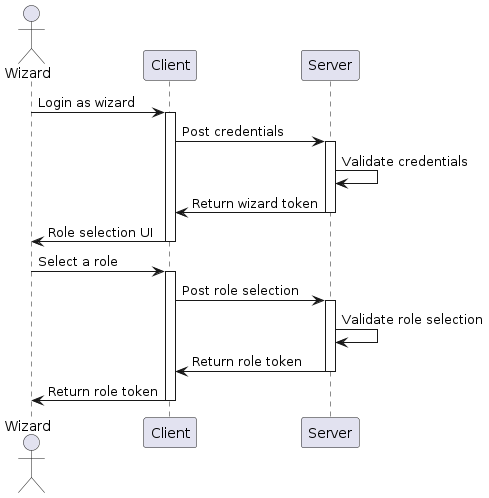 Wizard
Client
Server
Login as wizard
Post credentials
Validate credentials
Return wizard token
Role selection UI
Select a role
Post role selection
Validate role selection
Return role token
Return role token
Wizard
Client
Server